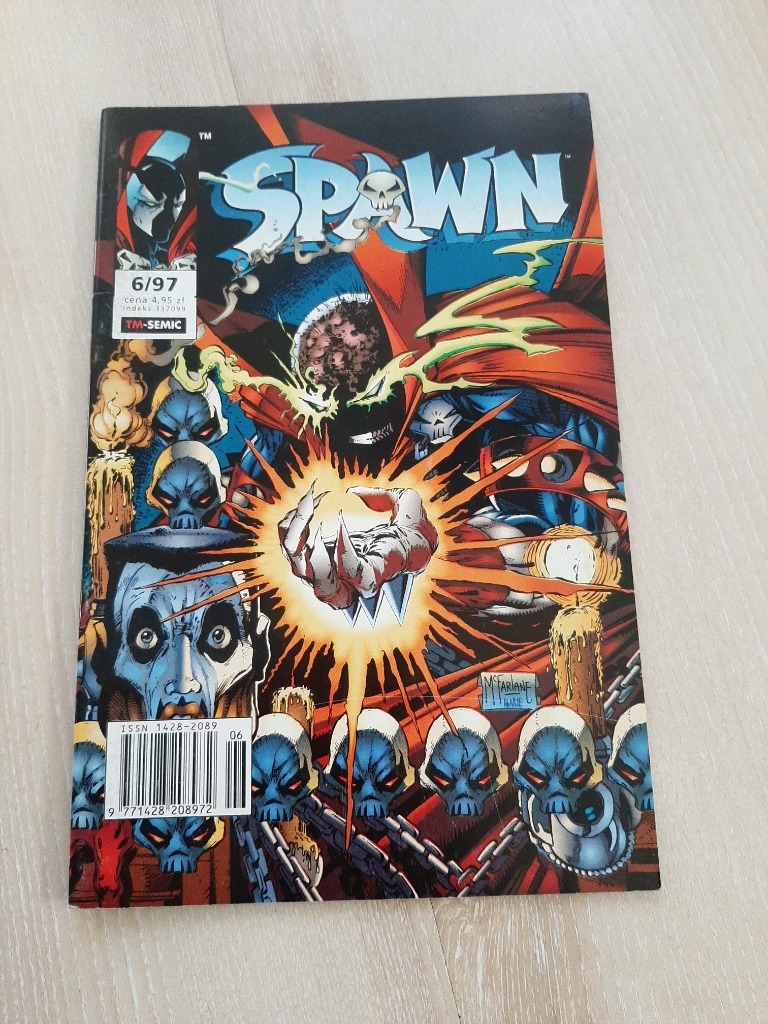 ™
SPAWN™
6/97
cena 4,95 zł
indeks 337099
TM-SEMIC
McFARLANE
ISSN 1428-2089
06
9 771428 208972